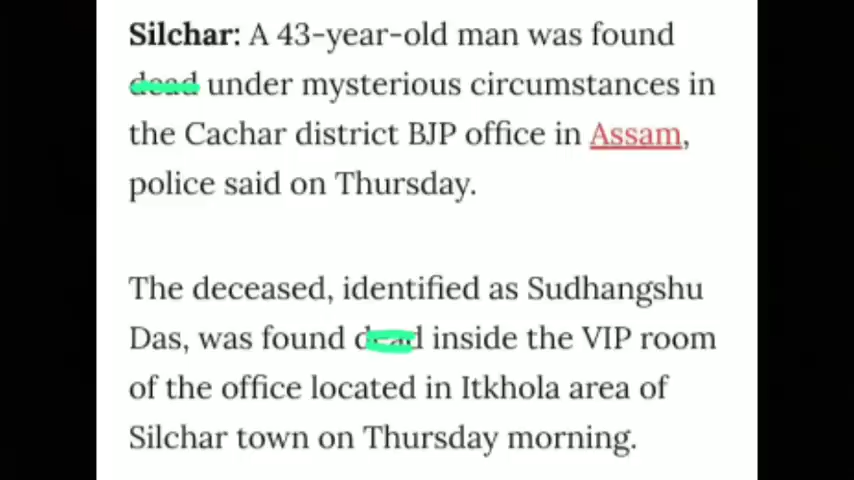 Silchar: A 43-year-old man was found
dead under mysterious circumstances in
the Cachar district BJP office in Assam,
police said on Thursday.
The deceased, identified as Sudhangshu
Das, was found dead inside the VIP room
of the office located in Itkhola area of
Silchar town on Thursday morning.